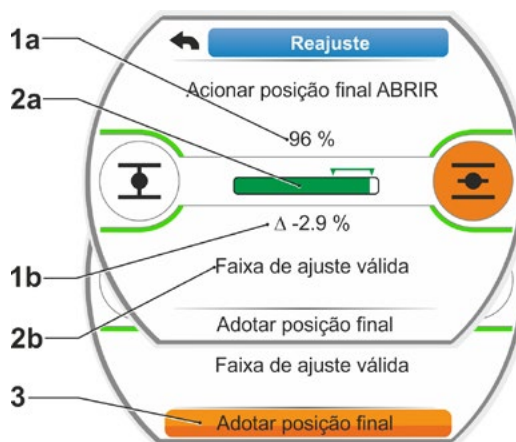 1a
Reajuste
2a
Acionar posição final ABRIR
96 %
Δ -2.9 %
1b
Faixa de ajuste válida
2b
Adotar posição final
Faixa de ajuste válida
3
Adotar posição final